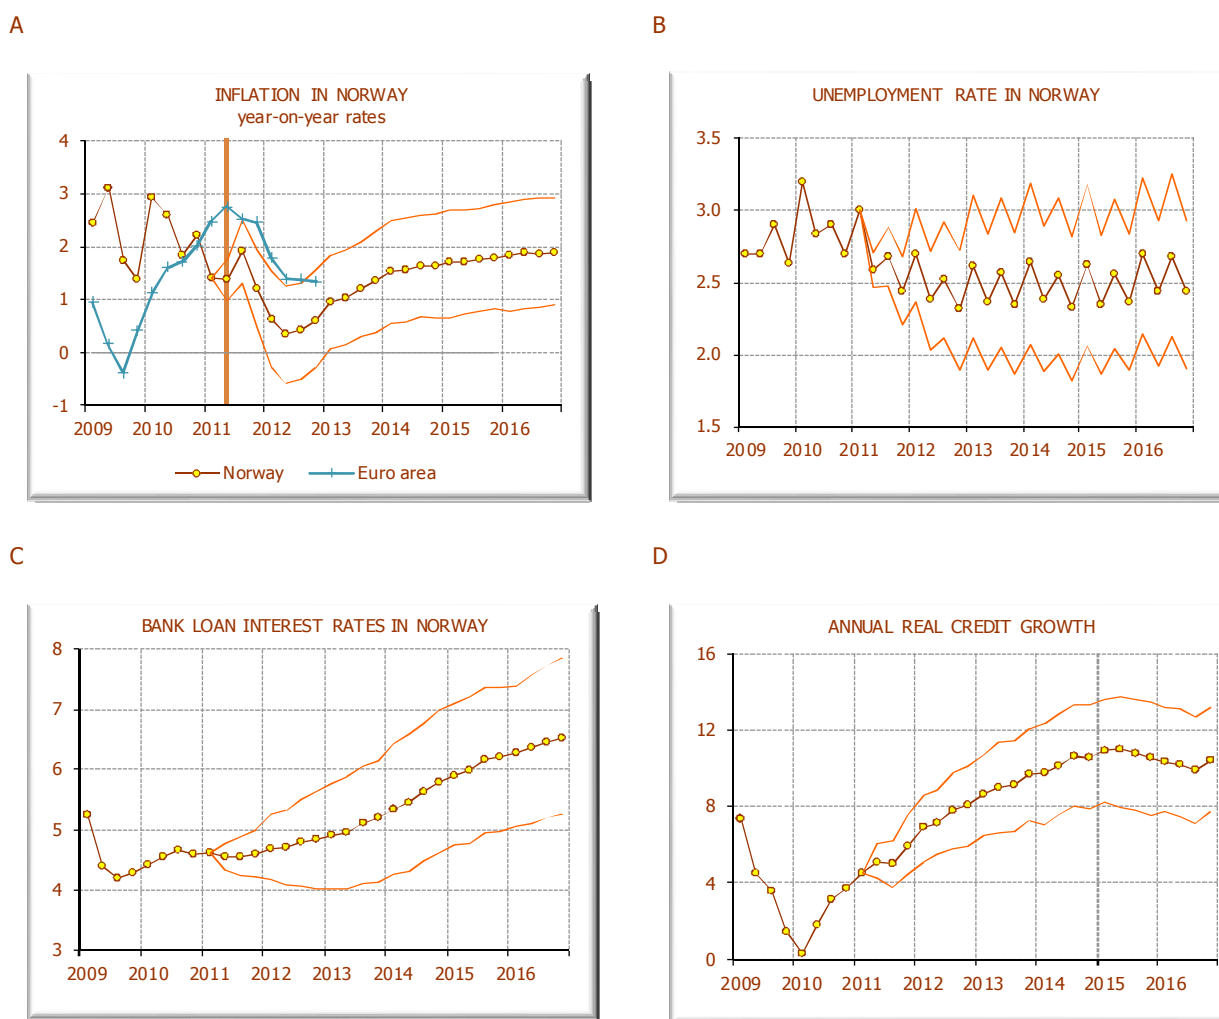 A
B
INFLATION IN NORWAY
year-on-year rates
4
3
2
1
0
-1
2009 2010 2011 2012 2013 2014 2015 2016
Norway Euro area
UNEMPLOYMENT RATE IN NORWAY
3.5
3.0
2.5
2.0
1.5
2009 2010 2011 2012 2013 2014 2015 2016
C
D
BANK LOAN INTEREST RATES IN NORWAY
8
7
6
5
4
3
2009 2010 2011 2012 2013 2014 2015 2016
ANNUAL REAL CREDIT GROWTH
16
12
8
4
0
2009 2010 2011 2012 2013 2014 2015 2016